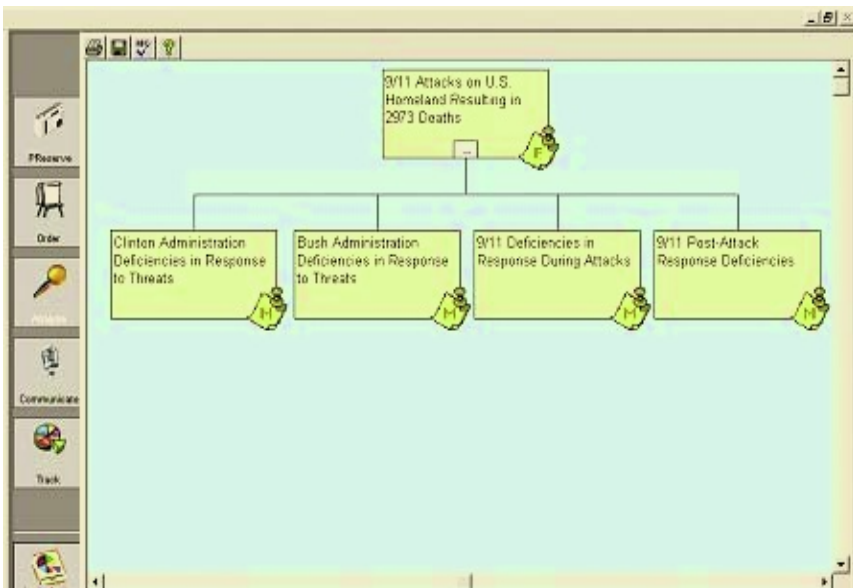 PReserve
Order
Communicate
Track
9/11 Attacks on U.S.
Homeland Resulting in
2973 Deaths
...
F
Clinton Administration
Deficiencies in Response
to Threats
M
Bush Administration
Deficiencies in Response
to Threats
M
9/11 Deficiencies in
Response During Attacks
M
9/11 Post-Attack
Response Deficiencies
M